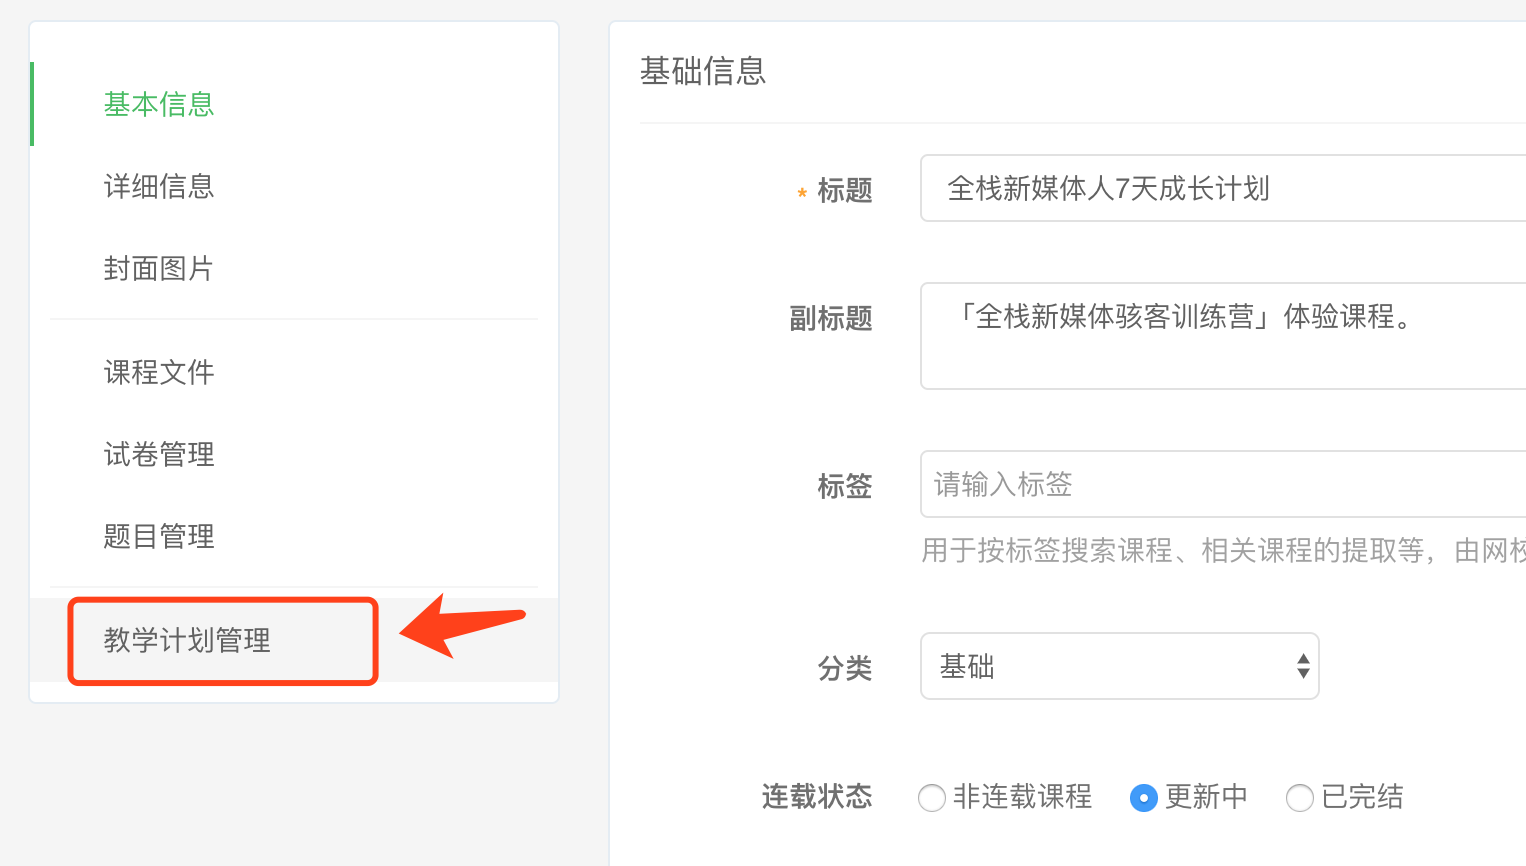 基本信息
详细信息
封面图片
课程文件
试卷管理
题目管理
教学计划管理
基础信息
* 标题
全栈新媒体人7天成长计划
副标题
「全栈新媒体骇客训练营」体验课程。
标签
请输入标签
用于按标签搜索课程、相关课程的提取等，由网校
分类
基础
连载状态
非连载课程 更新中 已完结